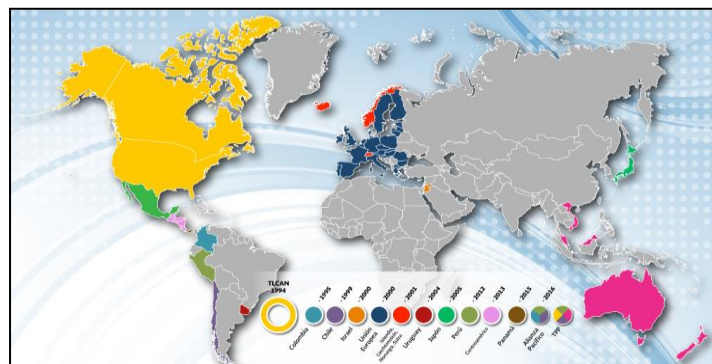 TLCAN
1994
- 1995
Colombia
- 1999
Chile
- 2000
Israel
- 2000
Unión
Europea
- 2001
Islandia,
Liechtenstein,
Noruega, Suiza
- 2004
Uruguay
- 2005
Japón
- 2012
Perú
- 2013
Centroamérica
- 2015
Panamá
- 2016
Alianza
Pacífico
TPP